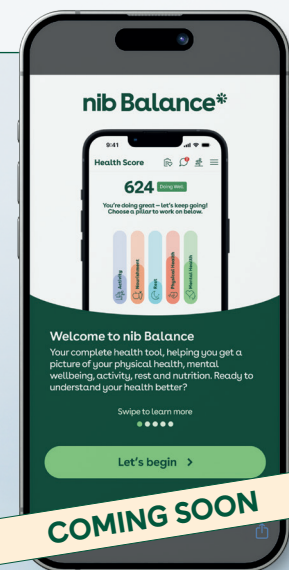 nib Balance*
9:41
Health Score
624 Doing Well
You're doing great – let's keep going!
Choose a pillar to work on below.
Activity
Nourishment
Rest
Physical Health
Mental Health
Welcome to nib Balance
Your complete health tool, helping you get a
picture of your physical health, mental
wellbeing, activity, rest and nutrition. Ready to
understand your health better?
Swipe to learn more
Let's begin >
COMING SOON